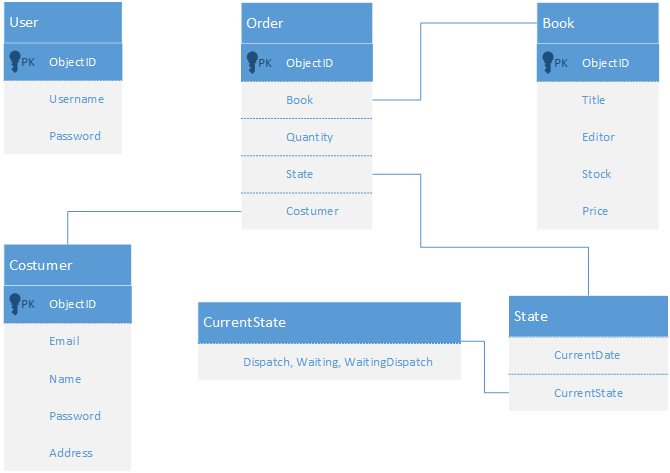 User
PK ObjectID
Username
Password
Order
PK ObjectID
Book
Quantity
State
Costumer
Book
PK ObjectID
Title
Editor
Stock
Price
Costumer
PK ObjectID
Email
Name
Password
Address
CurrentState
Dispatch, Waiting, WaitingDispatch
State
CurrentDate
CurrentState